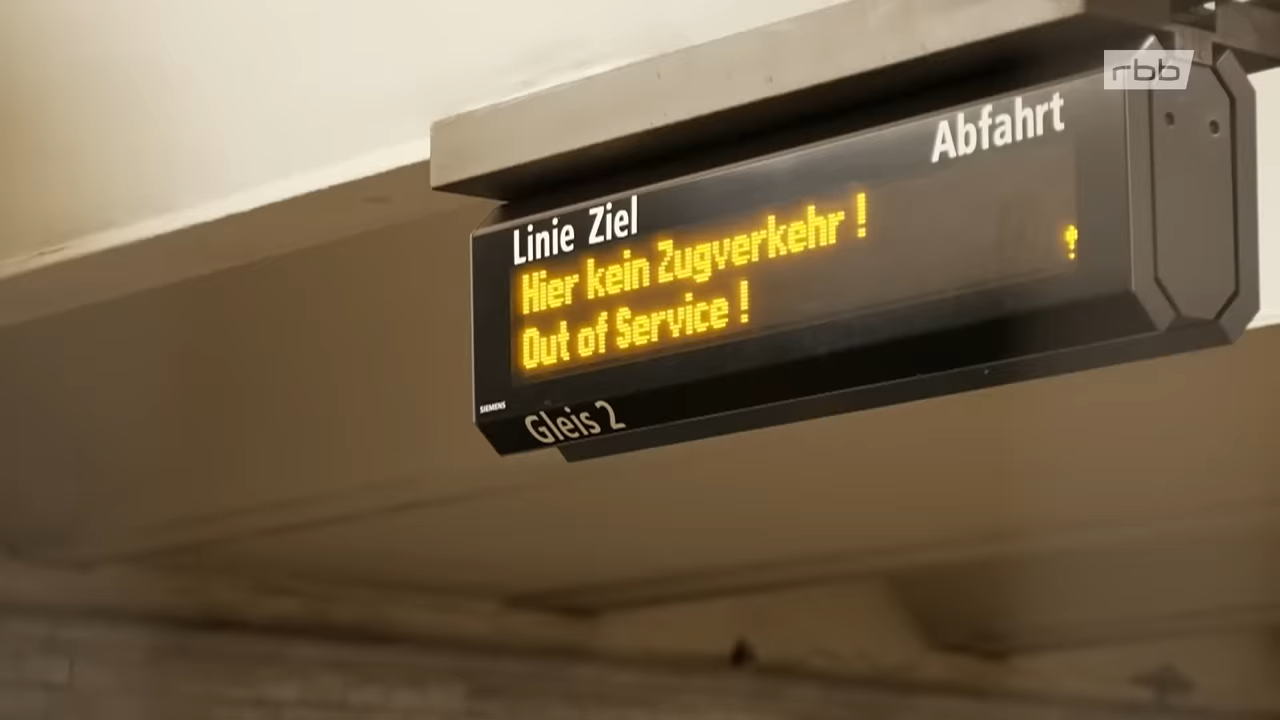 rbb
Abfahrt
Linie Ziel
Hier kein Zugverkehr !
Out of Service !
SIEMENS
Gleis 2